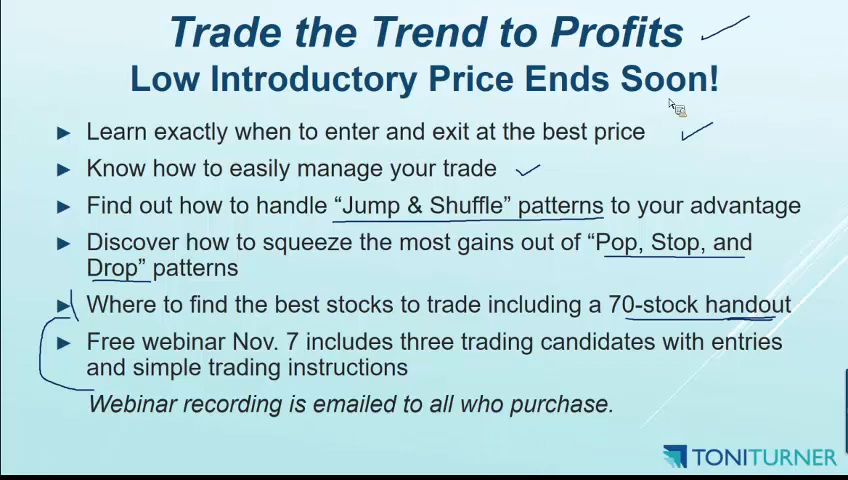 Trade the Trend to Profits
Low Introductory Price Ends Soon!
► Learn exactly when to enter and exit at the best price
► Know how to easily manage your trade
► Find out how to handle “Jump & Shuffle” patterns to your advantage
► Discover how to squeeze the most gains out of “Pop, Stop, and
Drop” patterns
► Where to find the best stocks to trade including a 70-stock handout
► Free webinar Nov. 7 includes three trading candidates with entries
and simple trading instructions
Webinar recording is emailed to all who purchase.
TONITURNER